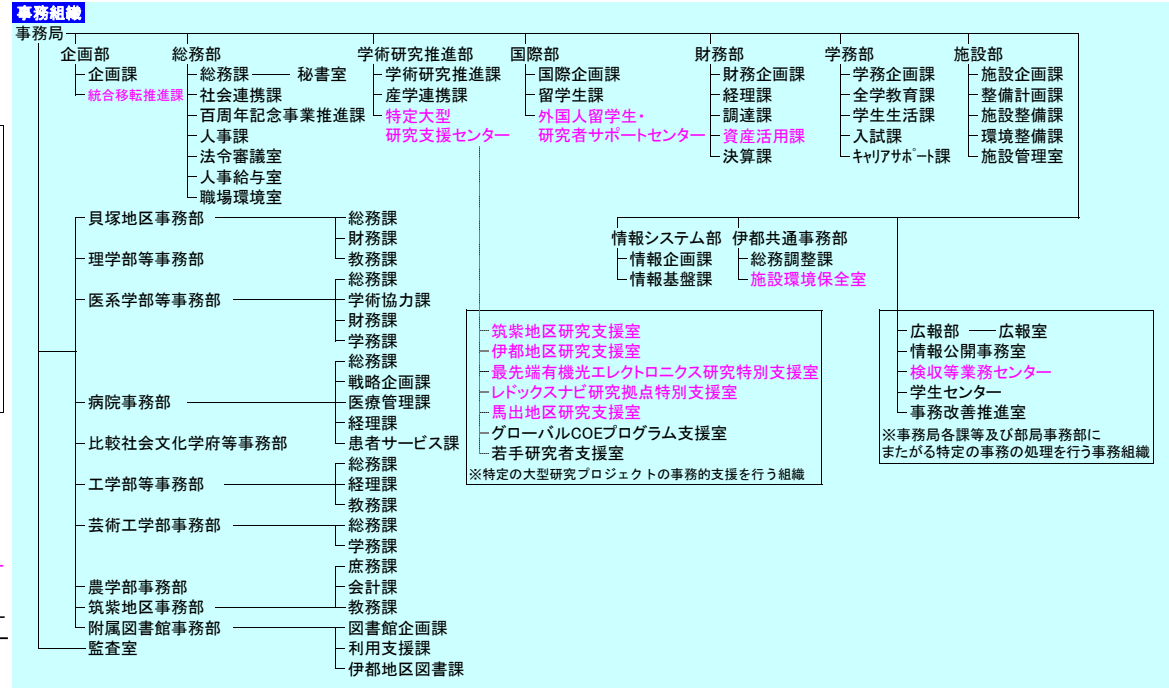 事務組織
事務局
企画部
企画課
統合移転推進課
総務部
総務課
秘書室
社会連携課
百周年記念事業推進課
人事課
法令審議室
人事給与室
職場環境室
学術研究推進部
学術研究推進課
産学連携課
特定大型
研究支援センター
国際部
国際企画課
留学生課
外国人留学生・
研究者サポートセンター
財務部
財務企画課
経理課
調達課
資産活用課
決算課
学務部
学務企画課
全学教育課
学生生活課
入試課
キャリアサポート課
施設部
施設企画課
整備計画課
施設整備課
環境整備課
施設管理室
貝塚地区事務部
総務課
財務課
教務課
理学部等事務部
医系学部等事務部
総務課
学術協力課
財務課
学務課
病院事務部
総務課
戦略企画課
医療管理課
経理課
患者サービス課
比較社会文化学府等事務部
工学部等事務部
総務課
経理課
教務課
芸術工学部事務部
総務課
学務課
農学部事務部
筑紫地区事務部
庶務課
会計課
教務課
附属図書館事務部
図書館企画課
利用支援課
伊都地区図書課
監査室
情報システム部
情報企画課
情報基盤課
伊都共通事務部
総務調整課
施設環境保全室
筑紫地区研究支援室
伊都地区研究支援室
最先端有機光エレクトロニクス研究特別支援室
レドックスナビ研究拠点特別支援室
馬出地区研究支援室
グローバルCOEプログラム支援室
若手研究者支援室
※特定の大型研究プロジェクトの事務的支援を行う組織
広報部
広報室
情報公開事務室
検収等業務センター
学生センター
事務改善推進室
※事務局各課等及び部局事務部に
またがる特定の事務の処理を行う事務組織